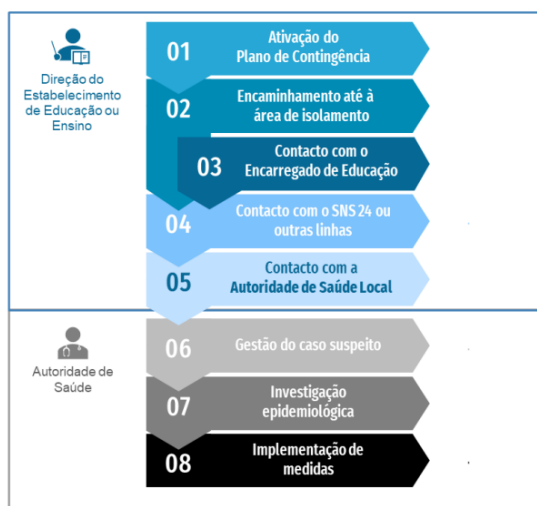 Direção do
Estabelecimento
de Educação ou
Ensino
01
Ativação do
Plano de Contingência
02
Encaminhamento até à
área de isolamento
03
Contacto com o
Encarregado de Educação
04
Contacto com o SNS 24 ou
outras linhas
05
Contacto com a
Autoridade de Saúde Local
Autoridade de
Saúde
06
Gestão do caso suspeito
07
Investigação
epidemiológica
08
Implementação de
medidas